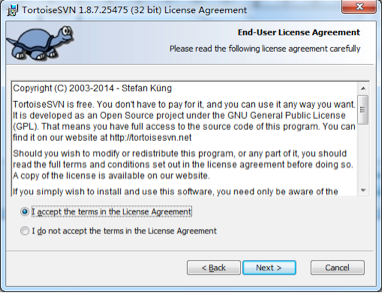 TortoiseSVN 1.8.7.25475 (32 bit) License Agreement
End-User License Agreement
Please read the following license agreement carefully
Copyright (C) 2003-2014 - Stefan Küng
TortoiseSVN is free. You don't have to pay for it, and you can use it any way you want.
It is developed as an Open Source project under the GNU General Public License
(GPL). That means you have full access to the source code of this program. You can
find it on our website at http://tortoisesvn.net
Should you wish to modify or redistribute this program, or any part of it, you should
read the full terms and conditions set out in the license agreement before doing so.
A copy of the license is available on our website.
If you simply wish to install and use this software, you need only be aware of the
I accept the terms in the License Agreement
I do not accept the terms in the License Agreement
< Back Next > Cancel